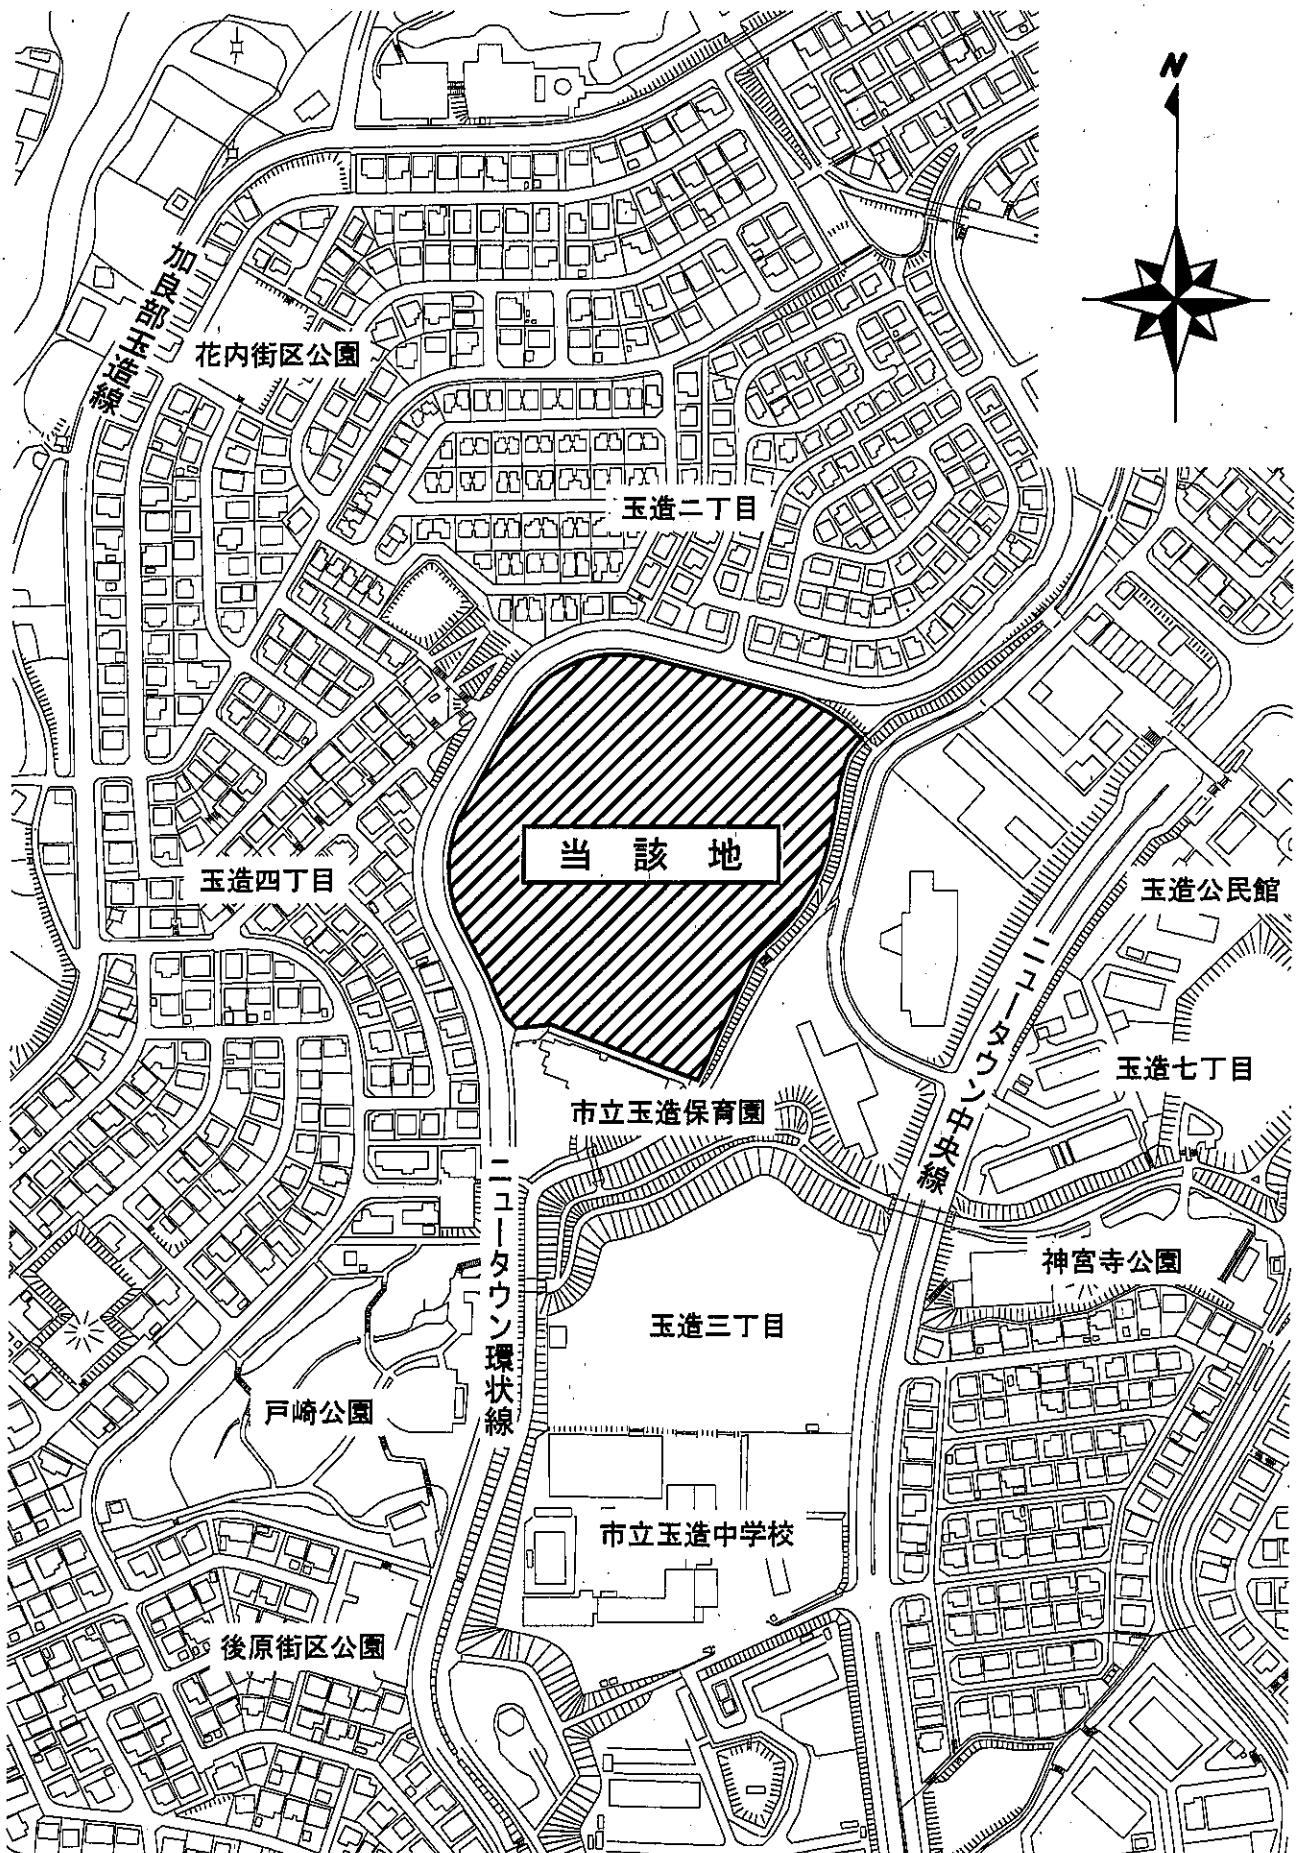 N
加良部玉造線
花内街区公園
玉造二丁目
当該地
玉造四丁目
玉造公民館
ニュータウン中央線
玉造七丁目
市立玉造保育園
ニュータウン環状線
神宮寺公園
玉造三丁目
戸崎公園
市立玉造中学校
後原街区公園